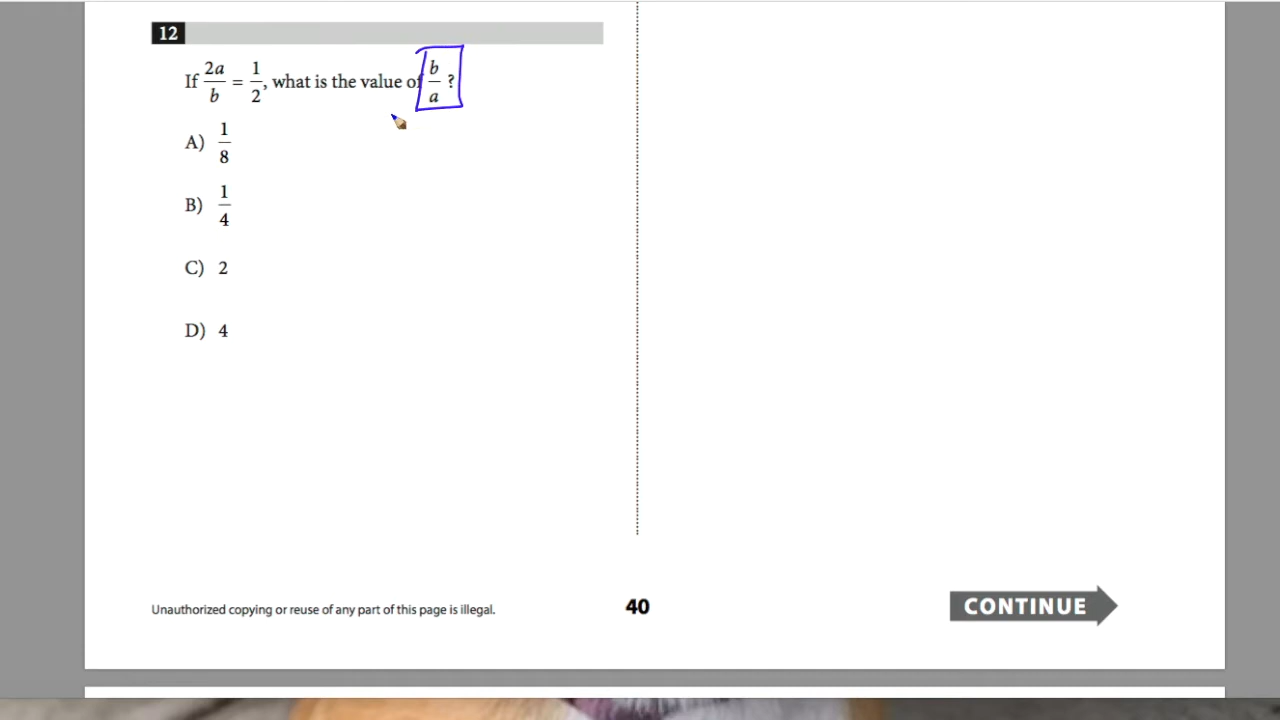 12
If 2a/b = 1/2, what is the value of b/a ?
A) 1/8
B) 1/4
C) 2
D) 4
Unauthorized copying or reuse of any part of this page is illegal.
40
CONTINUE